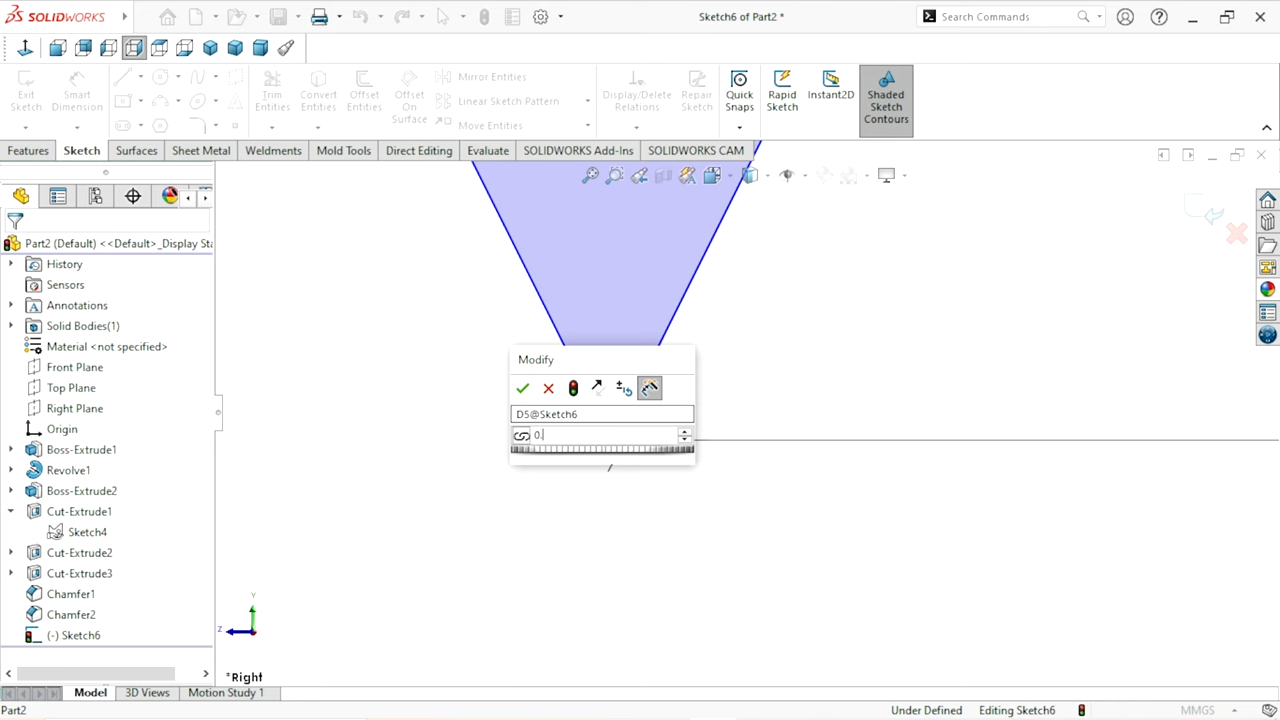 SOLIDWORKS
Sketch6 of Part2 *
Search Commands
Exit Sketch
Smart Dimension
Trim Entities
Convert Entities
Offset Entities
Offset On Surface
Mirror Entities
Linear Sketch Pattern
Move Entities
Display/Delete Relations
Repair Sketch
Quick Snaps
Rapid Sketch
Instant2D
Shaded Sketch Contours
Features Sketch Surfaces Sheet Metal Weldments Mold Tools Direct Editing Evaluate SOLIDWORKS Add-Ins SOLIDWORKS CAM
Part2 (Default) <<Default>_Display Sta
History
Sensors
Annotations
Solid Bodies(1)
Material <not specified>
Front Plane
Top Plane
Right Plane
Origin
Boss-Extrude1
Revolve1
Boss-Extrude2
Cut-Extrude1
Sketch4
Cut-Extrude2
Cut-Extrude3
Chamfer1
Chamfer2
(-) Sketch6
Modify
D5@Sketch6
0.
Y
Z
*Right
Model 3D Views Motion Study 1
Part2
Under Defined Editing Sketch6 MMGS